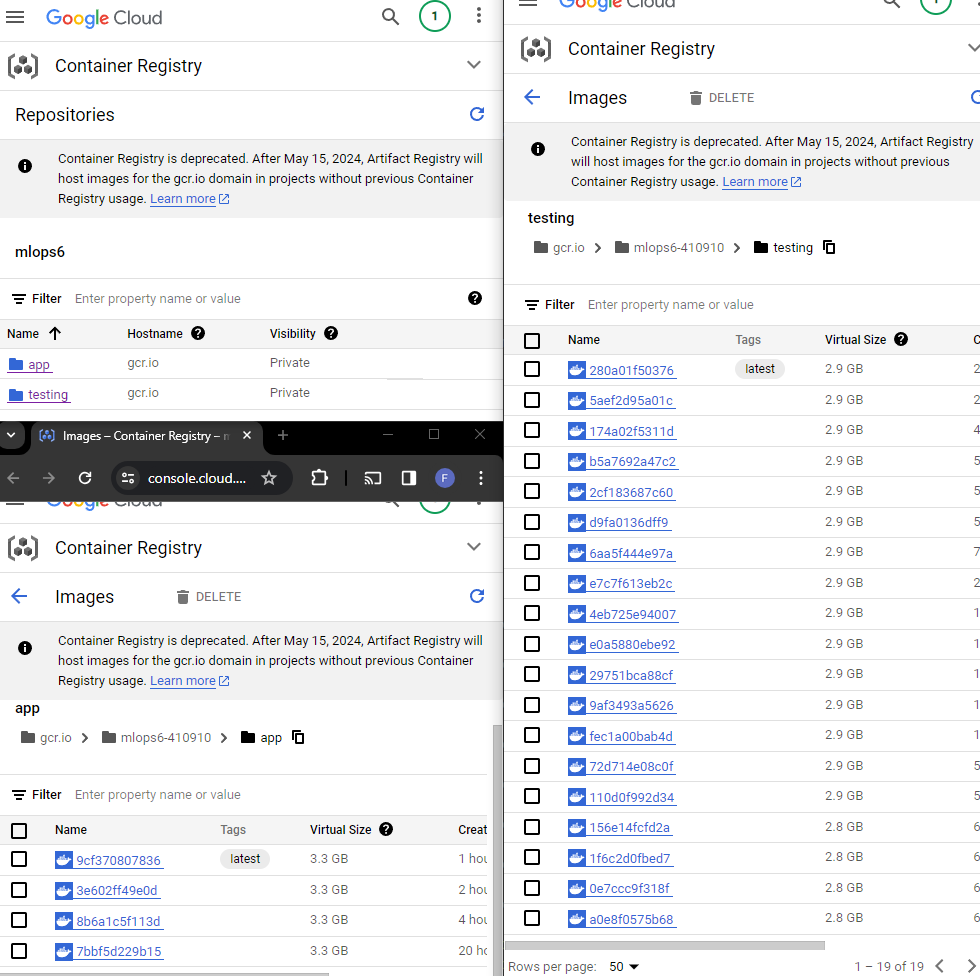 Google Cloud
1
Container Registry
Repositories
Container Registry is deprecated. After May 15, 2024, Artifact Registry will
host images for the gcr.io domain in projects without previous Container
Registry usage. Learn more
mlops6
Filter Enter property name or value
Name Hostname Visibility
app gcr.io Private
testing gcr.io Private
Images – Container Registry –
console.cloud....
F
Google Cloud
Container Registry
Images DELETE
Container Registry is deprecated. After May 15, 2024, Artifact Registry will
host images for the gcr.io domain in projects without previous Container
Registry usage. Learn more
app
gcr.io mlops6-410910 app
Filter Enter property name or value
Name Tags Virtual Size Creat
9cf370807836 latest 3.3 GB 1 hou
3e602ff49e0d 3.3 GB 2 hou
8b6a1c5f113d 3.3 GB 4 hou
7bbf5d229b15 3.3 GB 20 ho
Google Cloud
1
Container Registry
Images DELETE
Container Registry is deprecated. After May 15, 2024, Artifact Registry
will host images for the gcr.io domain in projects without previous
Container Registry usage. Learn more
testing
gcr.io mlops6-410910 testing
Filter Enter property name or value
Name Tags Virtual Size C
280a01f50376 latest 2.9 GB 2
5aef2d95a01c 2.9 GB 2
174a02f5311d 2.9 GB 4
b5a7692a47c2 2.9 GB 5
2cf183687c60 2.9 GB 5
d9fa0136dff9 2.9 GB 5
6aa5f444e97a 2.9 GB 7
e7c7f613eb2c 2.9 GB 2
4eb725e94007 2.9 GB 1
e0a5880ebe92 2.9 GB 1
29751bca88cf 2.9 GB 1
9af3493a5626 2.9 GB 1
fec1a00bab4d 2.9 GB 1
72d714e08c0f 2.9 GB 5
110d0f992d34 2.9 GB 5
156e14fcfd2a 2.8 GB 6
1f6c2d0fbed7 2.8 GB 6
0e7ccc9f318f 2.8 GB 6
a0e8f0575b68 2.8 GB 6
Rows per page: 50 1 – 19 of 19